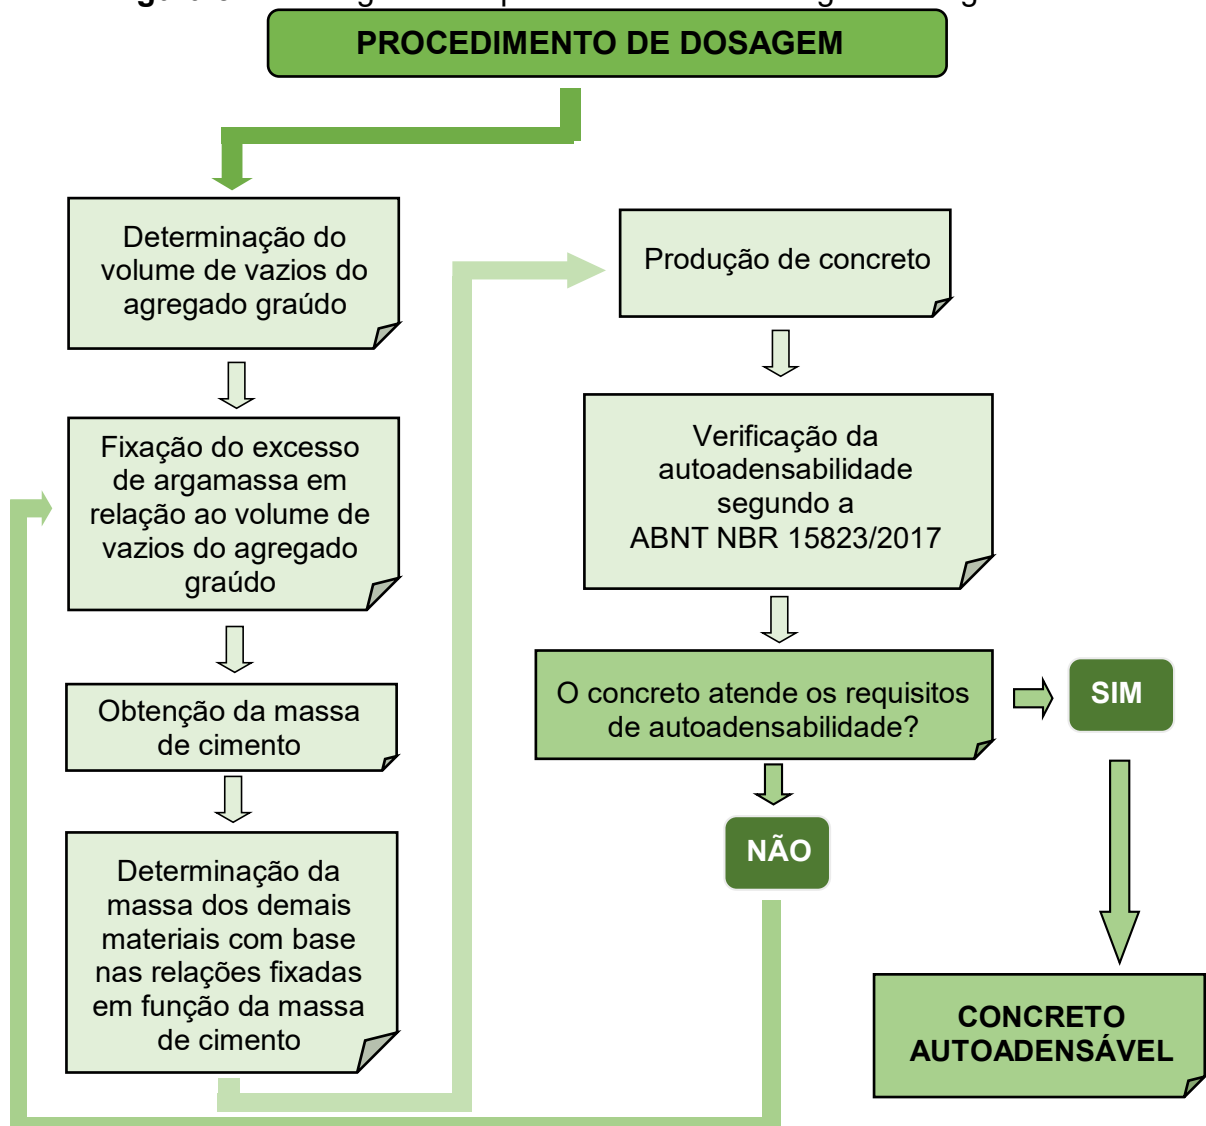 PROCEDIMENTO DE DOSAGEM
Determinação do
volume de vazios do
agregado graúdo
Fixação do excesso
de argamassa em
relação ao volume de
vazios do agregado
graúdo
Obtenção da massa
de cimento
Determinação da
massa dos demais
materiais com base
nas relações fixadas
em função da massa
de cimento
Produção de concreto
Verificação da
autoadensabilidade
segundo a
ABNT NBR 15823/2017
O concreto atende os requisitos
de autoadensabilidade?
SIM
NÃO
CONCRETO
AUTOADENSÁVEL